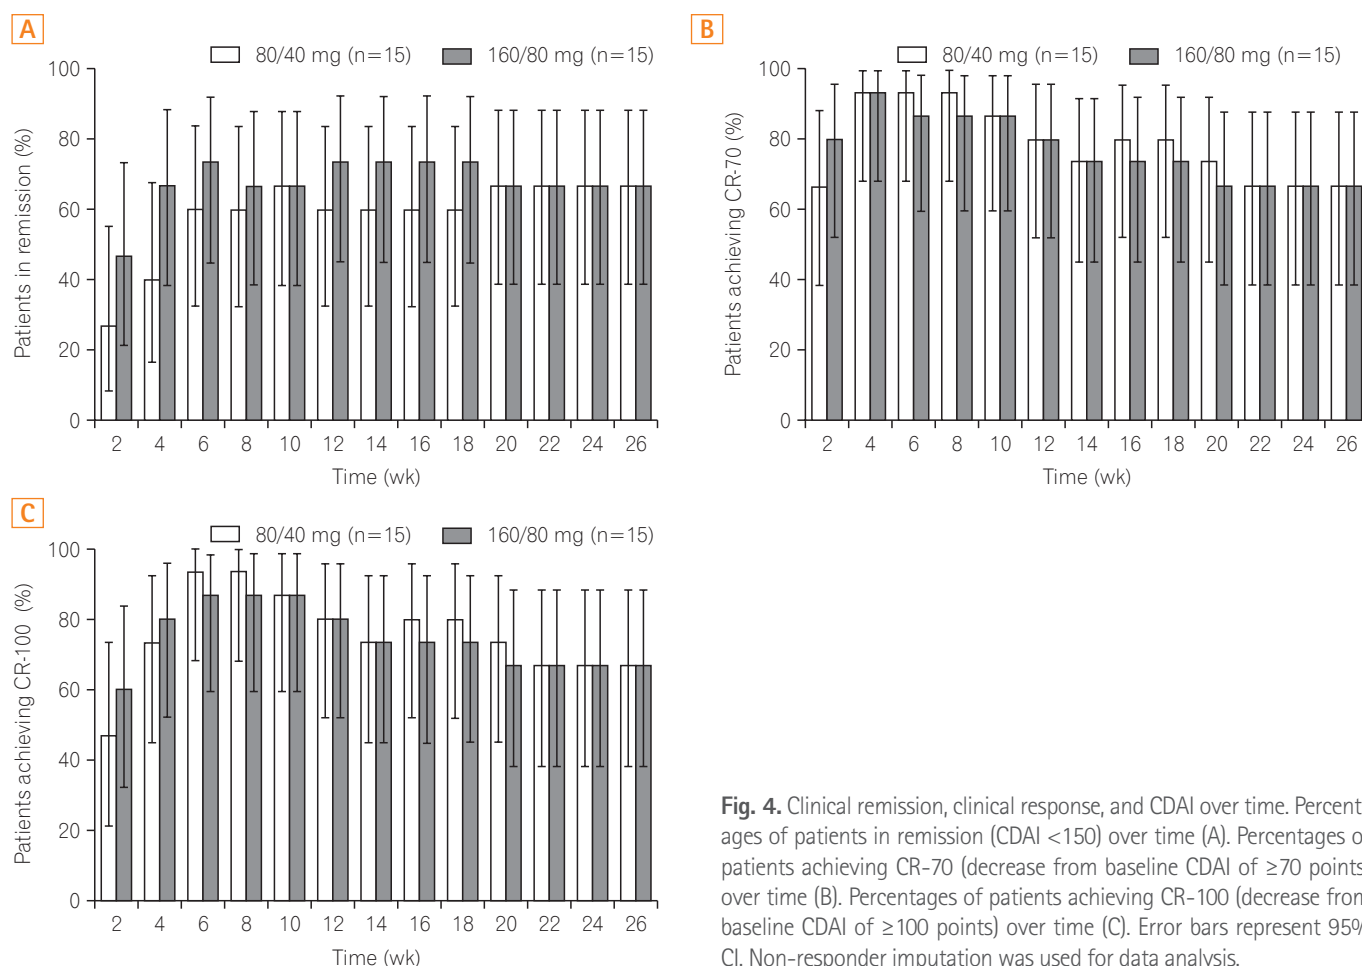 A
80/40 mg (n=15) 160/80 mg (n=15)
Patients in remission (%)
100
80
60
40
20
0
2 4 6 8 10 12 14 16 18 20 22 24 26
Time (wk)
B
80/40 mg (n=15) 160/80 mg (n=15)
Patients achieving CR-70 (%)
100
80
60
40
20
0
2 4 6 8 10 12 14 16 18 20 22 24 26
Time (wk)
C
80/40 mg (n=15) 160/80 mg (n=15)
Patients achieving CR-100 (%)
100
80
60
40
20
0
2 4 6 8 10 12 14 16 18 20 22 24 26
Time (wk)
Fig. 4. Clinical remission, clinical response, and CDAI over time. Percent
ages of patients in remission (CDAI <150) over time (A). Percentages o
patients achieving CR-70 (decrease from baseline CDAI of ≥70 points
over time (B). Percentages of patients achieving CR-100 (decrease from
baseline CDAI of ≥100 points) over time (C). Error bars represent 95%
CI. Non-responder imputation was used for data analysis.